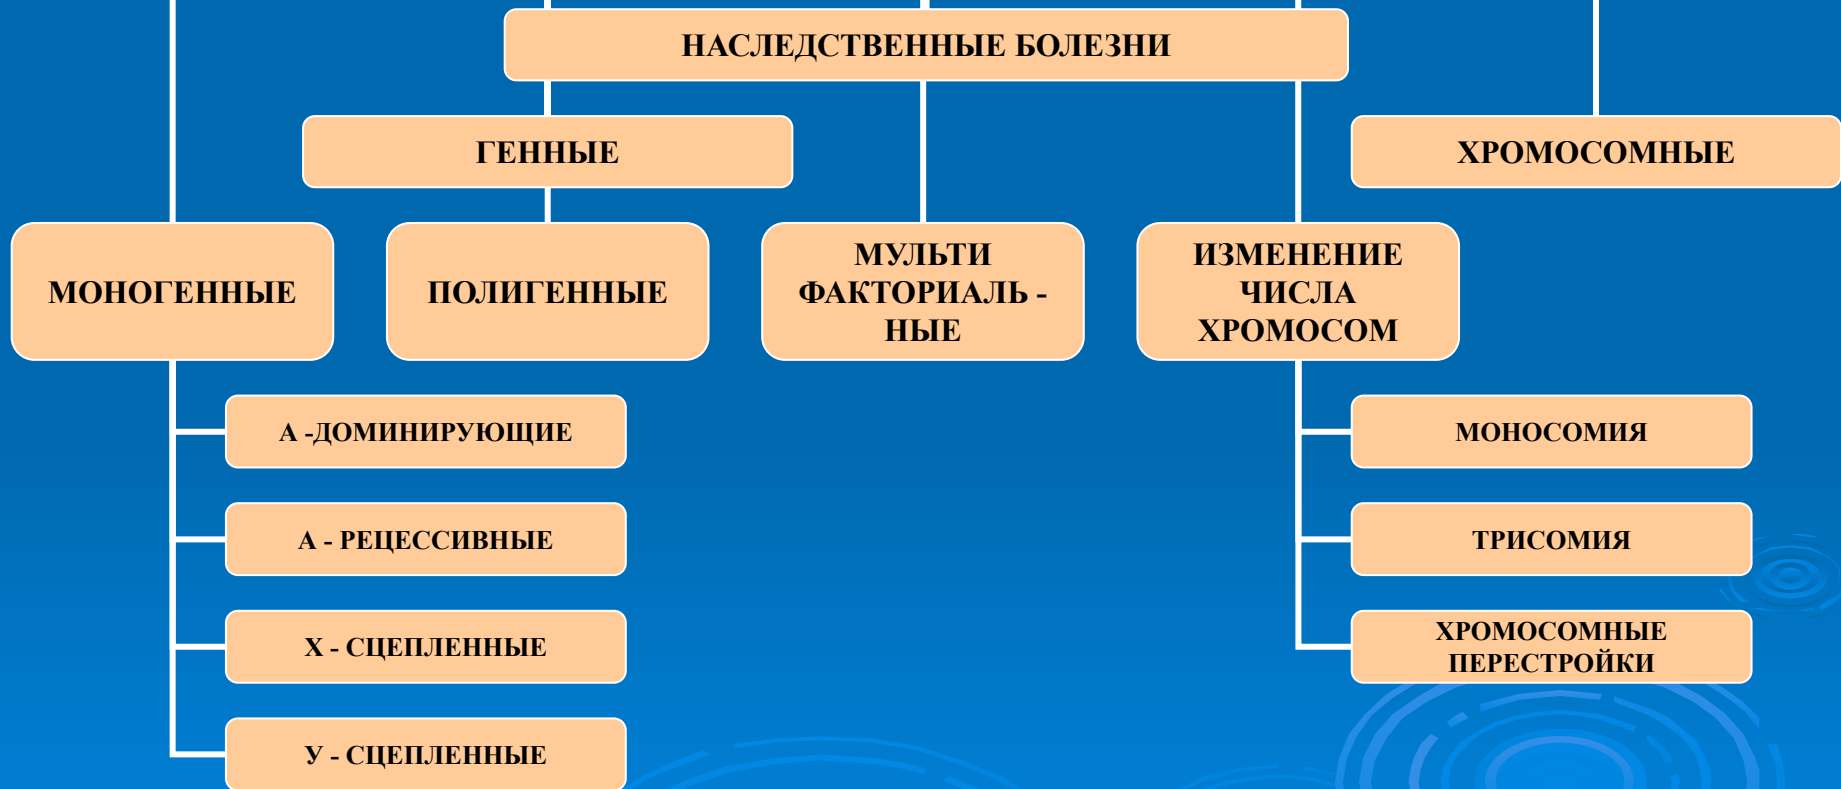 НАСЛЕДСТВЕННЫЕ БОЛЕЗНИ
ГЕННЫЕ
ХРОМОСОМНЫЕ
МОНОГЕННЫЕ
ПОЛИГЕННЫЕ
МУЛЬТИ
ФАКТОРИАЛЬ -
НЫЕ
ИЗМЕНЕНИЕ
ЧИСЛА
ХРОМОСОМ
А -ДОМИНИРУЮЩИЕ
А - РЕЦЕССИВНЫЕ
Х - СЦЕПЛЕННЫЕ
У - СЦЕПЛЕННЫЕ
МОНОСОМИЯ
ТРИСОМИЯ
ХРОМОСОМНЫЕ
ПЕРЕСТРОЙКИ